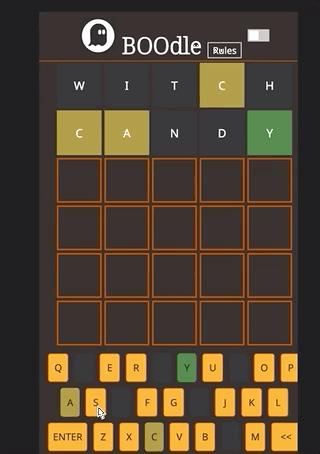 BOOdle Rules
W I T C H
C A N D Y
Q E R Y U O P
A S F G J K L
ENTER Z X C V B M <<